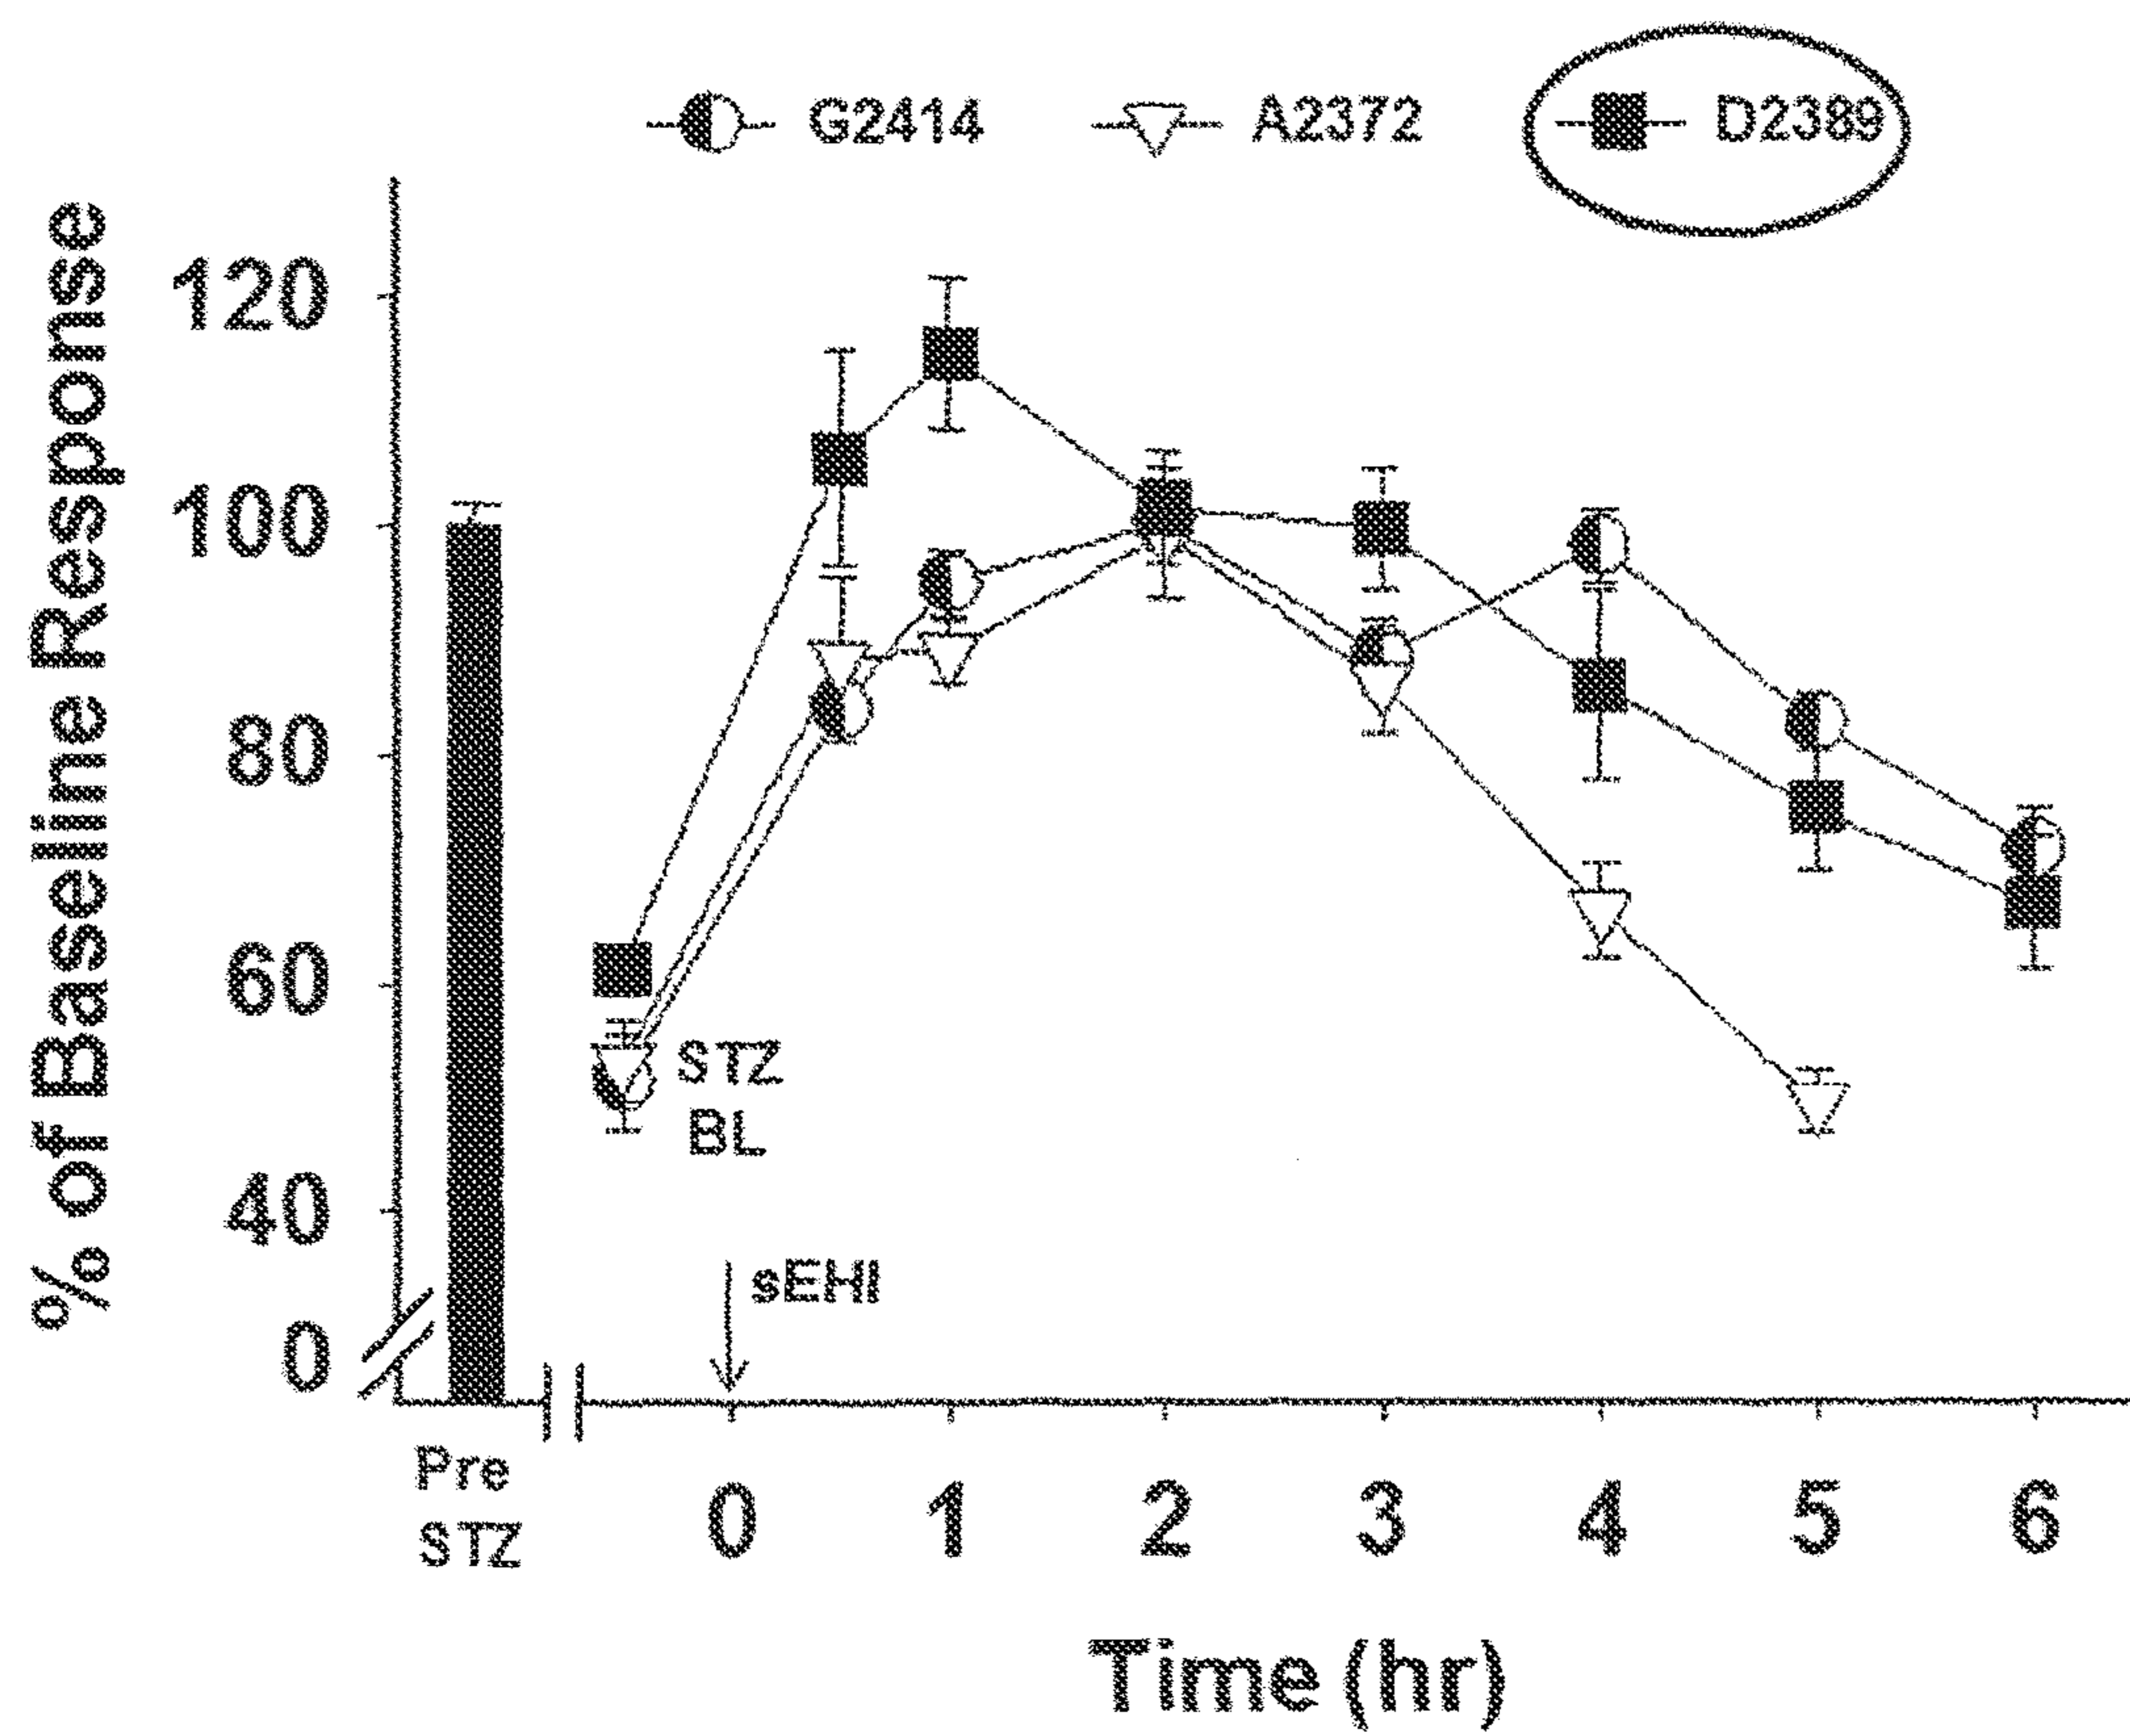 G2414 A2372 D2389
% of Baseline Response
120
100
80
60
40
0
STZ
BL
sEHI
Pre
STZ
0 1 2 3 4 5 6
Time (hr)